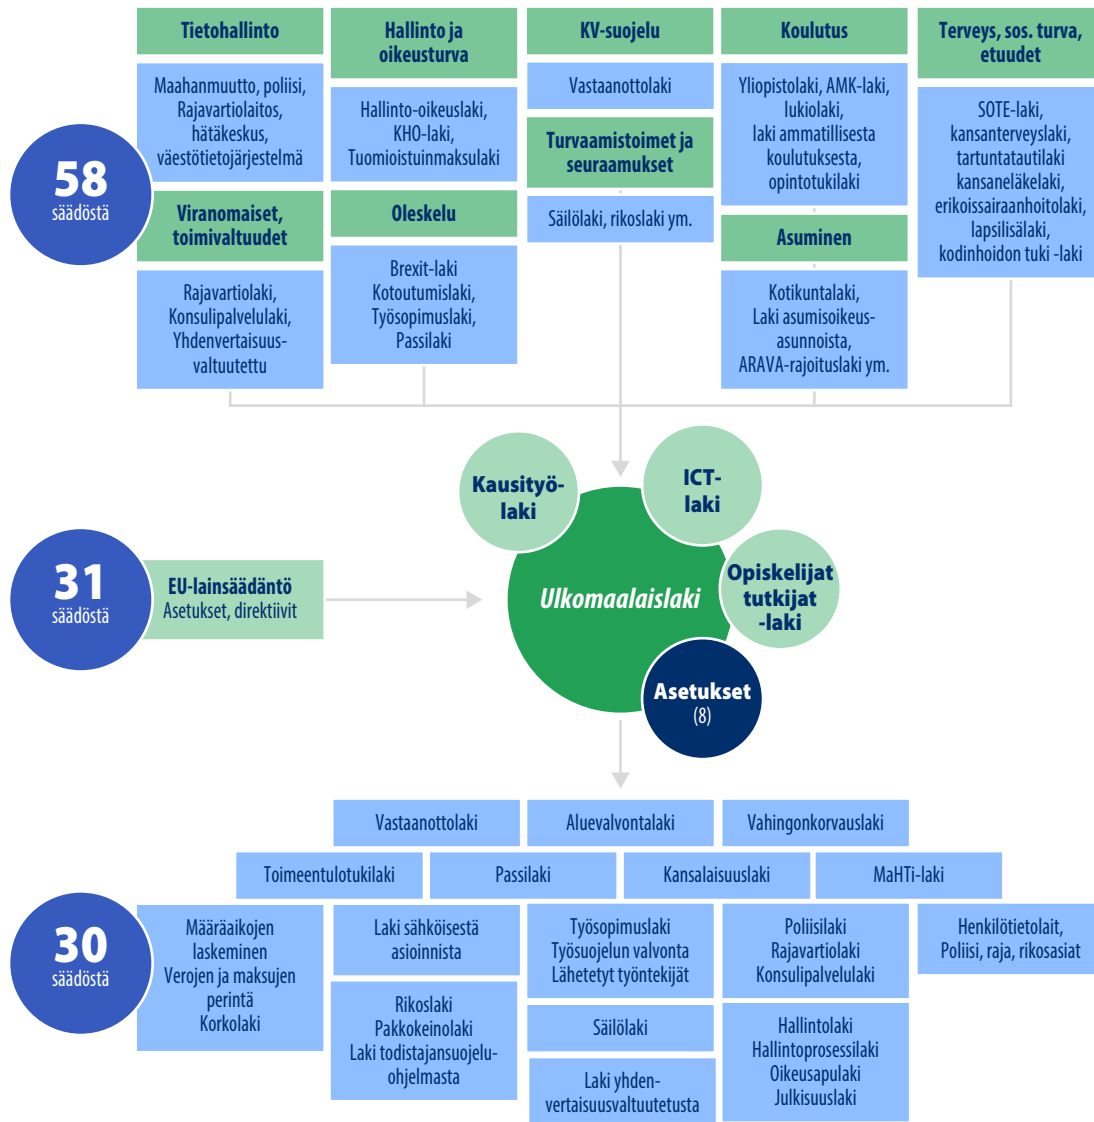 58
säädöstä
Tietohallinto
Maahanmuutto, poliisi,
Rajavartiolaitos,
hätäkeskus,
väestötietojärjestelmä
Viranomaiset,
toimivaltuudet
Rajavartiolaki,
Konsulipalvelulaki,
Yhdenvertaisuus-
valtuutettu
Hallinto ja
oikeusturva
Hallinto-oikeuslaki,
KHO-laki,
Tuomioistuinmaksulaki
Oleskelu
Brexit-laki
Kotoutumislaki,
Työsopimuslaki,
Passilaki
KV-suojelu
Vastaanottolaki
Turvaamistoimet ja
seuraamukset
Säilölaki, rikoslaki ym.
Koulutus
Yliopistolaki, AMK-laki,
lukiolaki,
laki ammatillisesta
koulutuksesta,
opintotukilaki
Asuminen
Kotikuntalaki,
Laki asumisoikeus-
asunnoista,
ARAVA-rajoituslaki ym.
Terveys, sos. turva,
etuudet
SOTE-laki,
kansanterveyslaki,
tartuntatautilaki
kansaneläkelaki,
erikoissairaanhoitolaki,
lapsilisälaki,
kodinhoidon tuki -laki
31
säädöstä
EU-lainsäädäntö
Asetukset, direktiivit
Kausityö-
laki
ICT-
laki
Ulkomaalaislaki
Opiskelijat
tutkijat
-laki
Asetukset
(8)
30
säädöstä
Vastaanottolaki
Aluevalvontalaki
Vahingonkorvauslaki
Toimeentulotukilaki
Passilaki
Kansalaisuuslaki
MaHTi-laki
Määräaikojen
laskeminen
Verojen ja maksujen
perintä
Korkolaki
Laki sähköisestä
asioinnista
Rikoslaki
Pakkokeinolaki
Laki todistajansuojelu-
ohjelmasta
Työsopimuslaki
Työsuojelun valvonta
Lähetetyt työntekijät
Säilölaki
Laki yhden-
vertaisuusvaltuutetusta
Poliisilaki
Rajavartiolaki
Konsulipalvelulaki
Hallintolaki
Hallintoprosessilaki
Oikeusapulaki
Julkisuuslaki
Henkilötietolait,
Poliisi, raja, rikosasiat